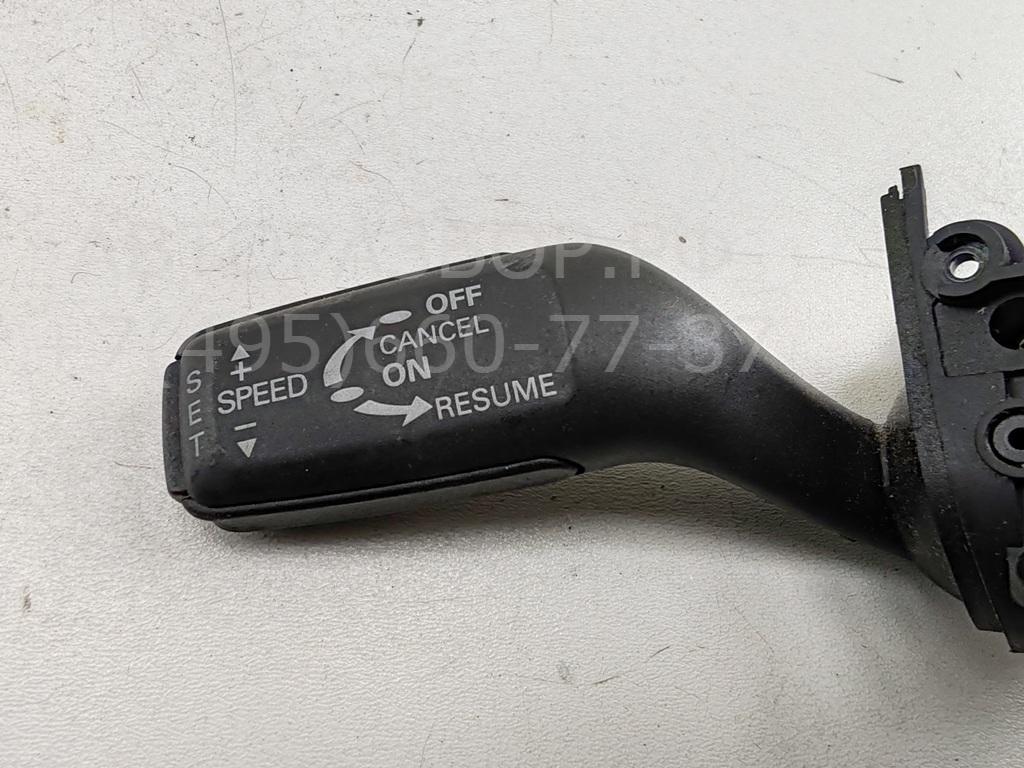 OFF
CANCEL
ON
RESUME
+
SPEED
−
SET